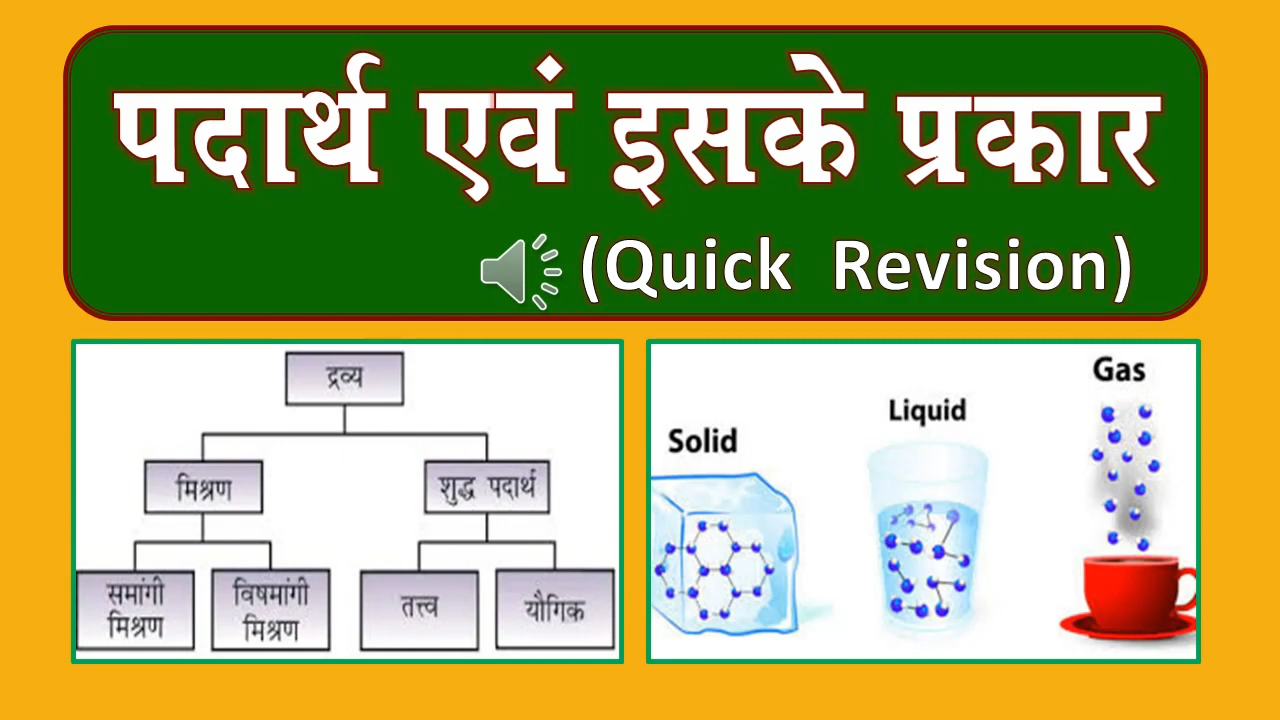 पदार्थ एवं इसके प्रकार
(Quick Revision)
द्रव्य
मिश्रण
शुद्ध पदार्थ
समांगी
मिश्रण
विषमांगी
मिश्रण
तत्त्व
यौगिक
Solid
Liquid
Gas